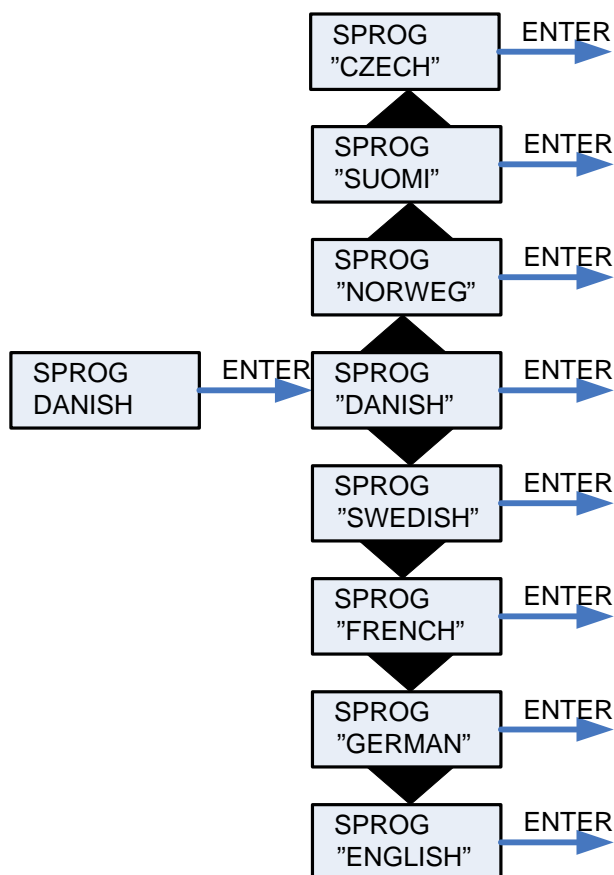 SPROG
”CZECH”
ENTER
SPROG
”SUOMI”
ENTER
SPROG
”NORWEG”
ENTER
SPROG
DANISH
ENTER
SPROG
”DANISH”
ENTER
SPROG
”SWEDISH”
ENTER
SPROG
”FRENCH”
ENTER
SPROG
”GERMAN”
ENTER
SPROG
”ENGLISH”
ENTER